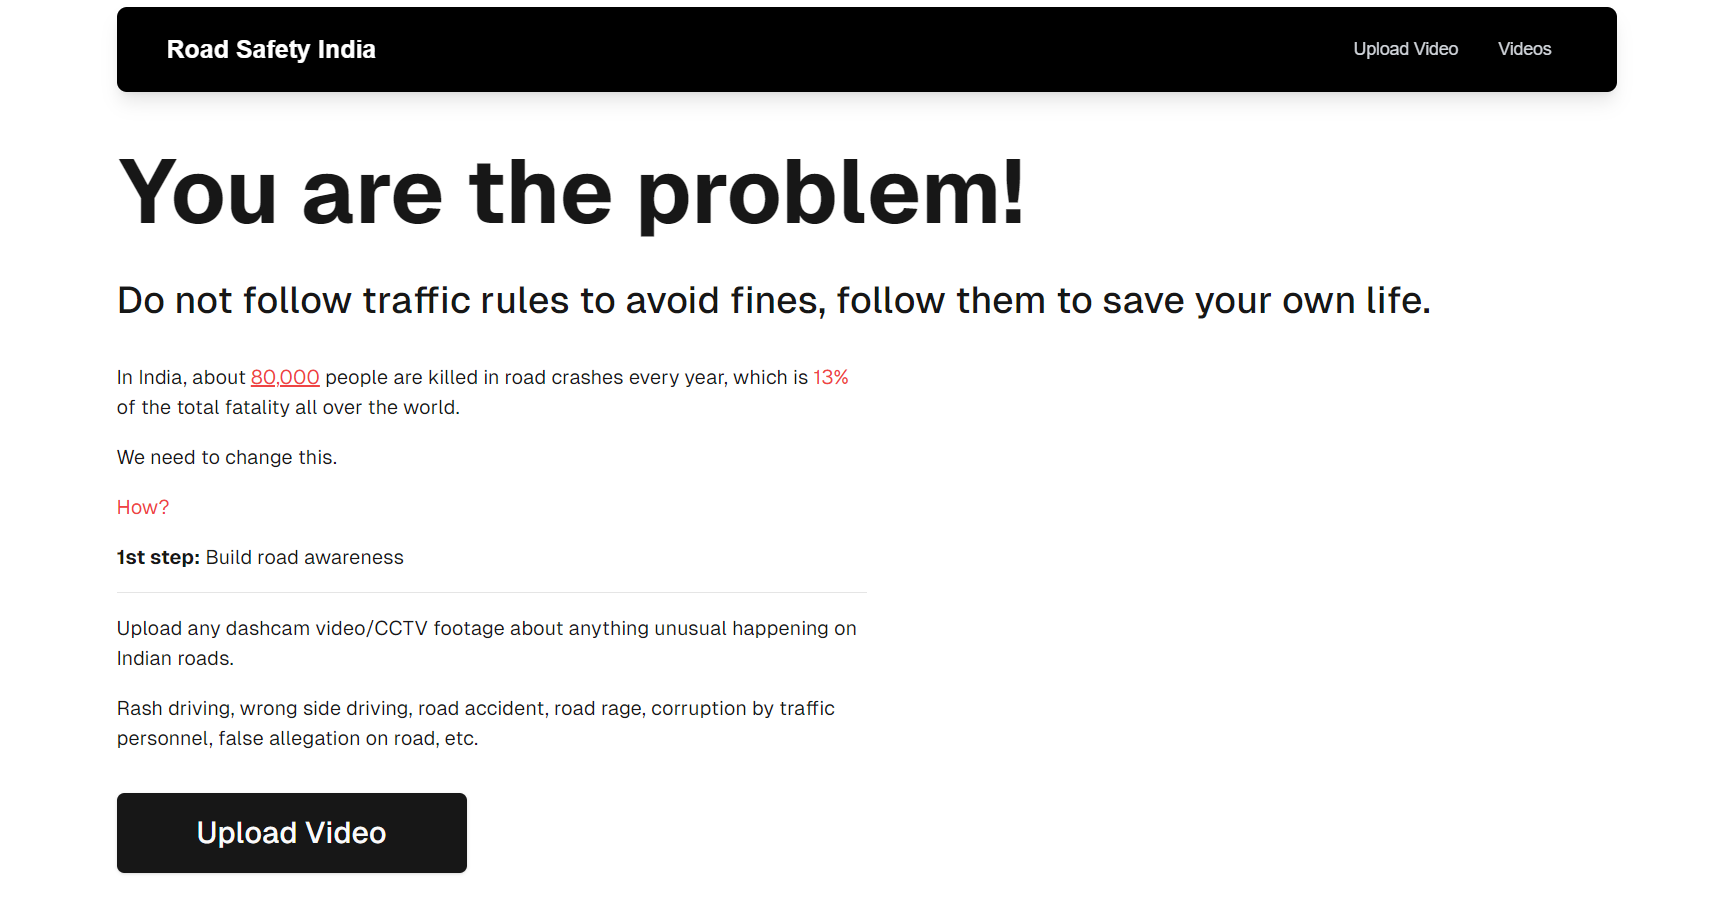 Road Safety India
Upload Video
Videos
You are the problem!
Do not follow traffic rules to avoid fines, follow them to save your own life.
In India, about 80,000 people are killed in road crashes every year, which is 13%
of the total fatality all over the world.
We need to change this.
How?
1st step: Build road awareness
Upload any dashcam video/CCTV footage about anything unusual happening on
Indian roads.
Rash driving, wrong side driving, road accident, road rage, corruption by traffic
personnel, false allegation on road, etc.
Upload Video